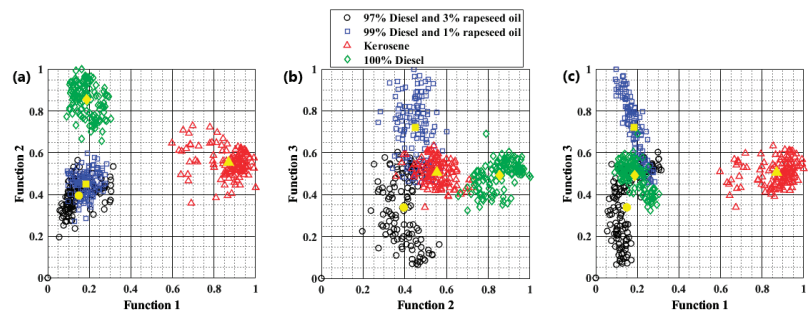 97% Diesel and 3% rapeseed oil
99% Diesel and 1% rapeseed oil
Kerosene
100% Diesel
(a)
1
0.8
0.6
0.4
0.2
0
0 0.2 0.4 0.6 0.8 1
Function 2
Function 1
(b)
1
0.8
0.6
0.4
0.2
0
0 0.2 0.4 0.6 0.8 1
Function 3
Function 2
(c)
1
0.8
0.6
0.4
0.2
0
0 0.2 0.4 0.6 0.8 1
Function 3
Function 1